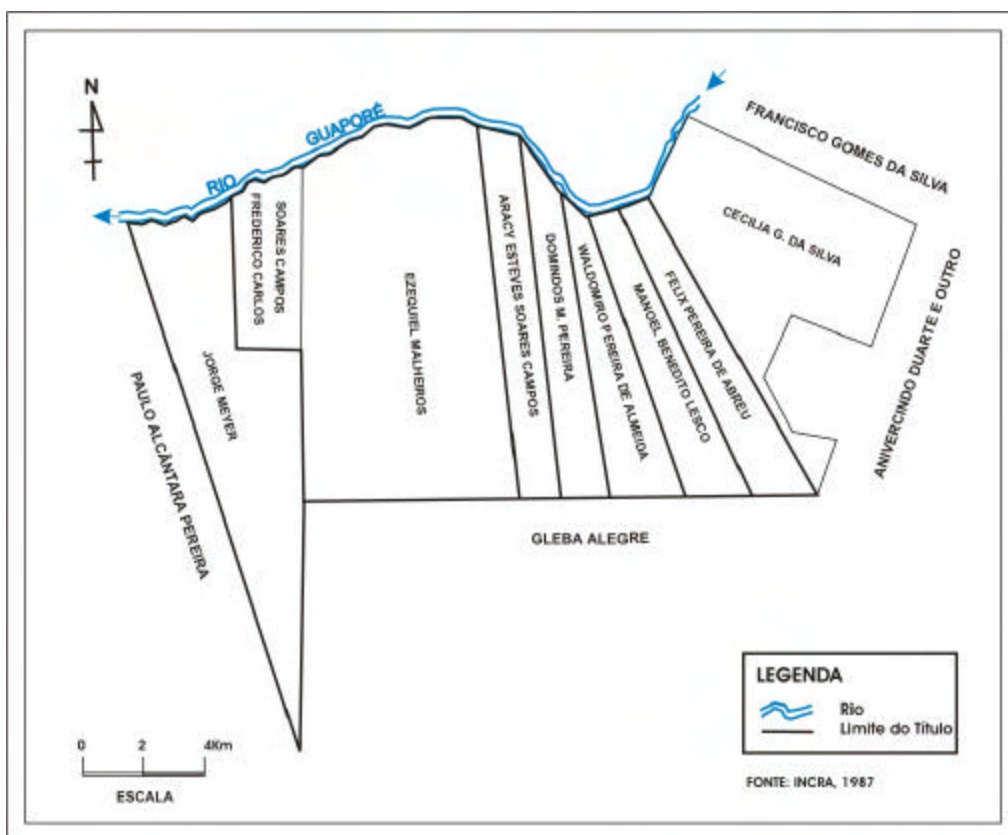 N
RIO GUAPORÉ
FRANCISCO GOMES DA SILVA
CECILIA G. DA SILVA
ANIVERCINDO DUARTE E OUTRO
SOARES CAMPOS
FREDERICO CARLOS
JORGE MEYER
PAULO ALCÂNTARA PEREIRA
EZEQUIEL MALHEIROS
ARACY ESTEVES SOARES CAMPOS
DOMINDOS M. PEREIRA
WALDOMIRO PEREIRA DE ALMEIDA
MANOEL BENEDITO LESCO
FELIX PEREIRA DE ABREU
GLEBA ALEGRE
LEGENDA
Rio
Limite do Título
0 2 4Km
ESCALA
FONTE: INCRA, 1987